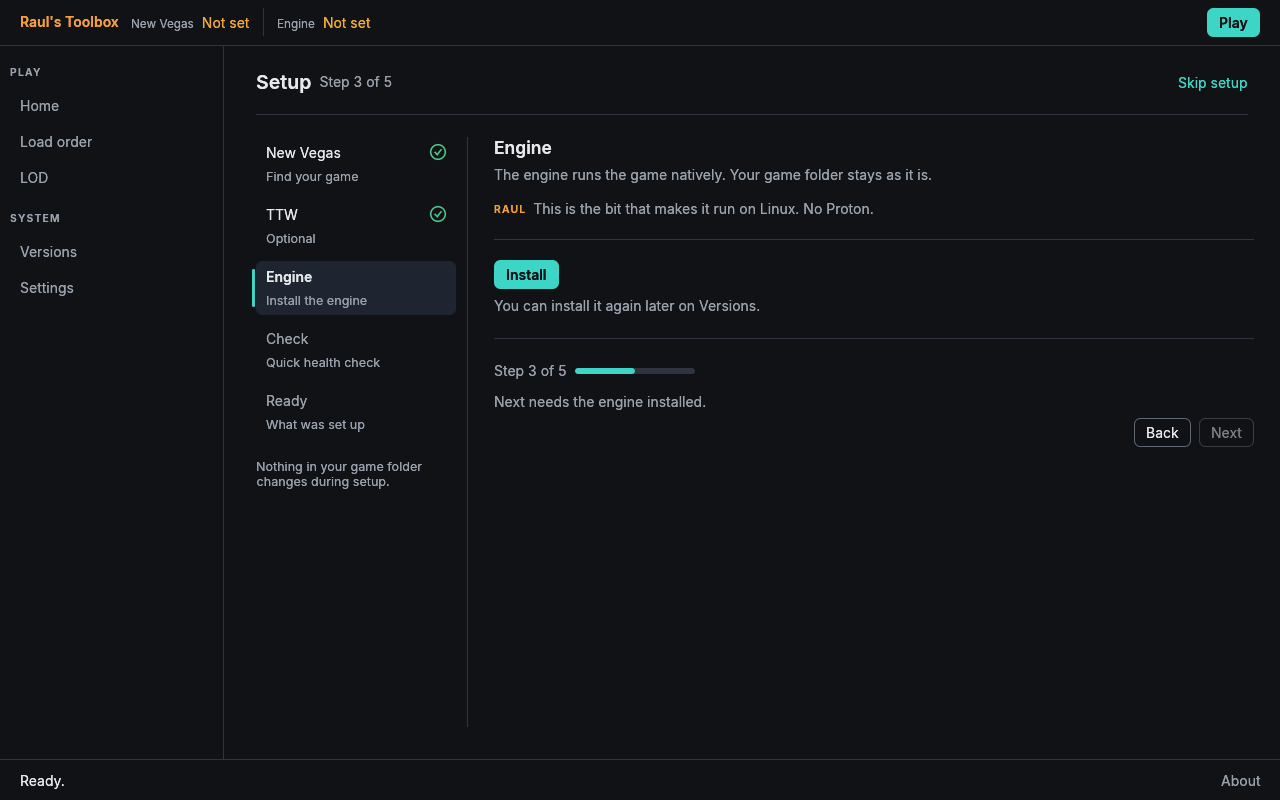 Raul's Toolbox New Vegas Not set Engine Not set Play
PLAY
Home
Load order
LOD
SYSTEM
Versions
Settings
Setup Step 3 of 5 Skip setup
New Vegas
Find your game
TTW
Optional
Engine
Install the engine
Check
Quick health check
Ready
What was set up
Nothing in your game folder
changes during setup.
Engine
The engine runs the game natively. Your game folder stays as it is.
RAUL This is the bit that makes it run on Linux. No Proton.
Install
You can install it again later on Versions.
Step 3 of 5
Next needs the engine installed.
Back Next
Ready. About